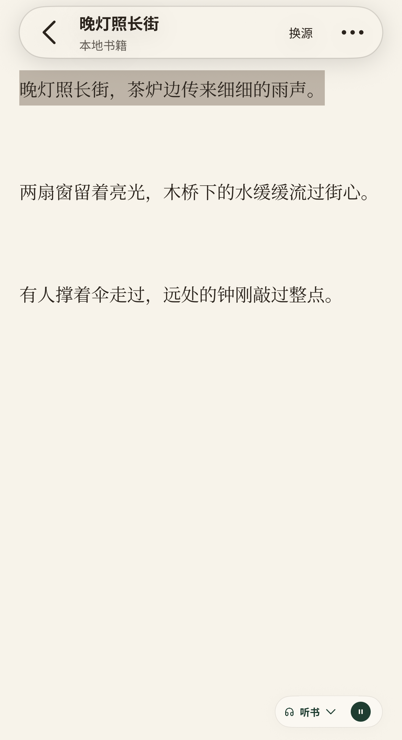 晚灯照长街
本地书籍
换源
晚灯照长街，茶炉边传来细细的雨声。
两扇窗留着亮光，木桥下的水缓缓流过街心。
有人撑着伞走过，远处的钟刚敲过整点。
听书